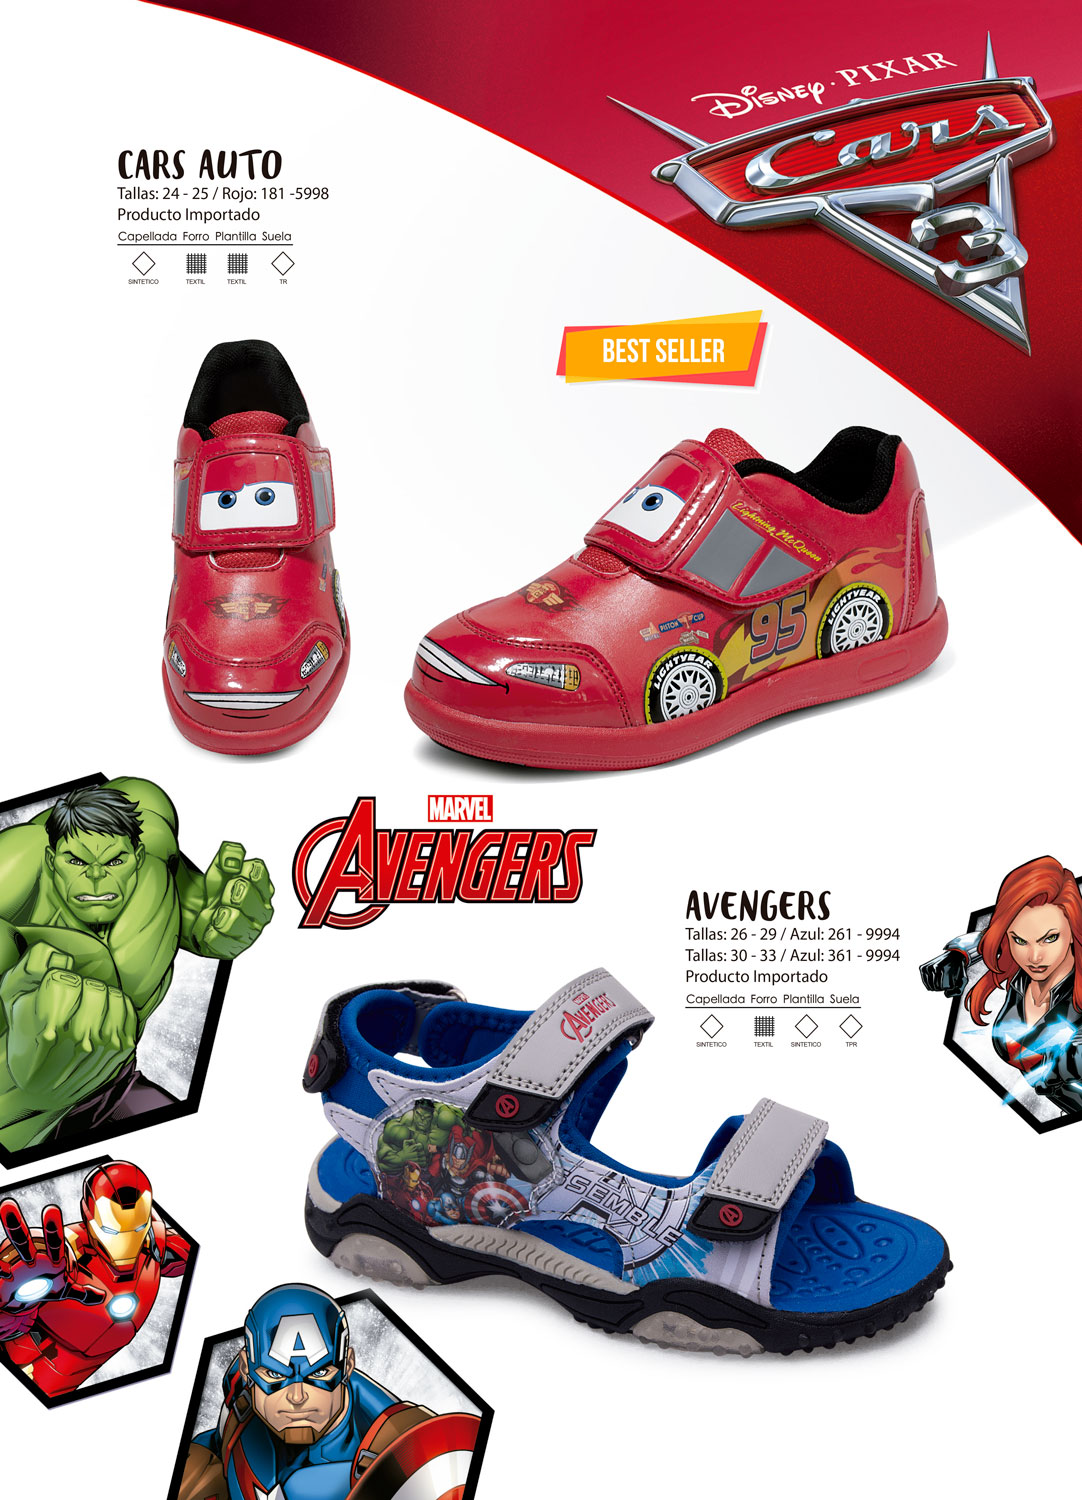 DISNEY · PIXAR
Cars
3
CARS AUTO
Tallas: 24 - 25 / Rojo: 181 -5998
Producto Importado
Capellada Forro Plantilla Suela
SINTETICO TEXTIL TEXTIL TR
BEST SELLER
Lightning McQueen
95
PISTON CUP
LIGHTYEAR
LIGHTYEAR
MARVEL
AVENGERS
AVENGERS
Tallas: 26 - 29 / Azul: 261 - 9994
Tallas: 30 - 33 / Azul: 361 - 9994
Producto Importado
Capellada Forro Plantilla Suela
SINTETICO TEXTIL SINTETICO TPR
AVENGERS
SEMBLE
A